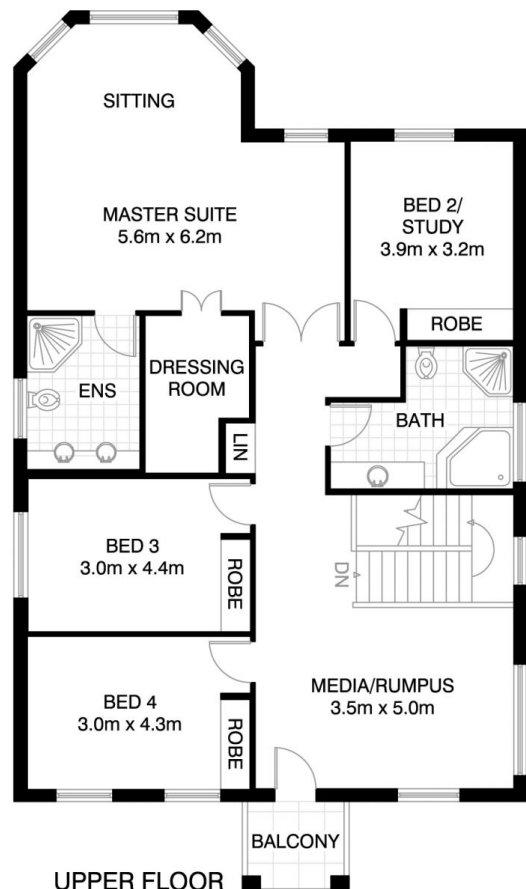 SITTING
MASTER SUITE
5.6m x 6.2m
BED 2/
STUDY
3.9m x 3.2m
ROBE
DRESSING
ROOM
ENS
LIN
BATH
BED 3
3.0m x 4.4m
ROBE
DN
BED 4
3.0m x 4.3m
ROBE
MEDIA/RUMPUS
3.5m x 5.0m
BALCONY
UPPER FLOOR